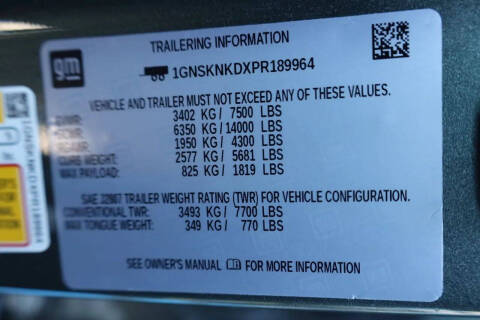 TRAILERING INFORMATION
gm
1GNSKNKDXPR189964
VEHICLE AND TRAILER MUST NOT EXCEED ANY OF THESE VALUES.
GVWR: 3402 KG/ 7500 LBS
GCWR: 6350 KG/ 14000 LBS
RGAWR: 1950 KG/ 4300 LBS
CURB WEIGHT: 2577 KG/ 5681 LBS
MAX PAYLOAD: 825 KG/ 1819 LBS
SAE J2807 TRAILER WEIGHT RATING (TWR) FOR VEHICLE CONFIGURATION.
CONVENTIONAL TWR: 3493 KG/ 7700 LBS
MAX TONGUE WEIGHT: 349 KG/ 770 LBS
SEE OWNER'S MANUAL FOR MORE INFORMATION